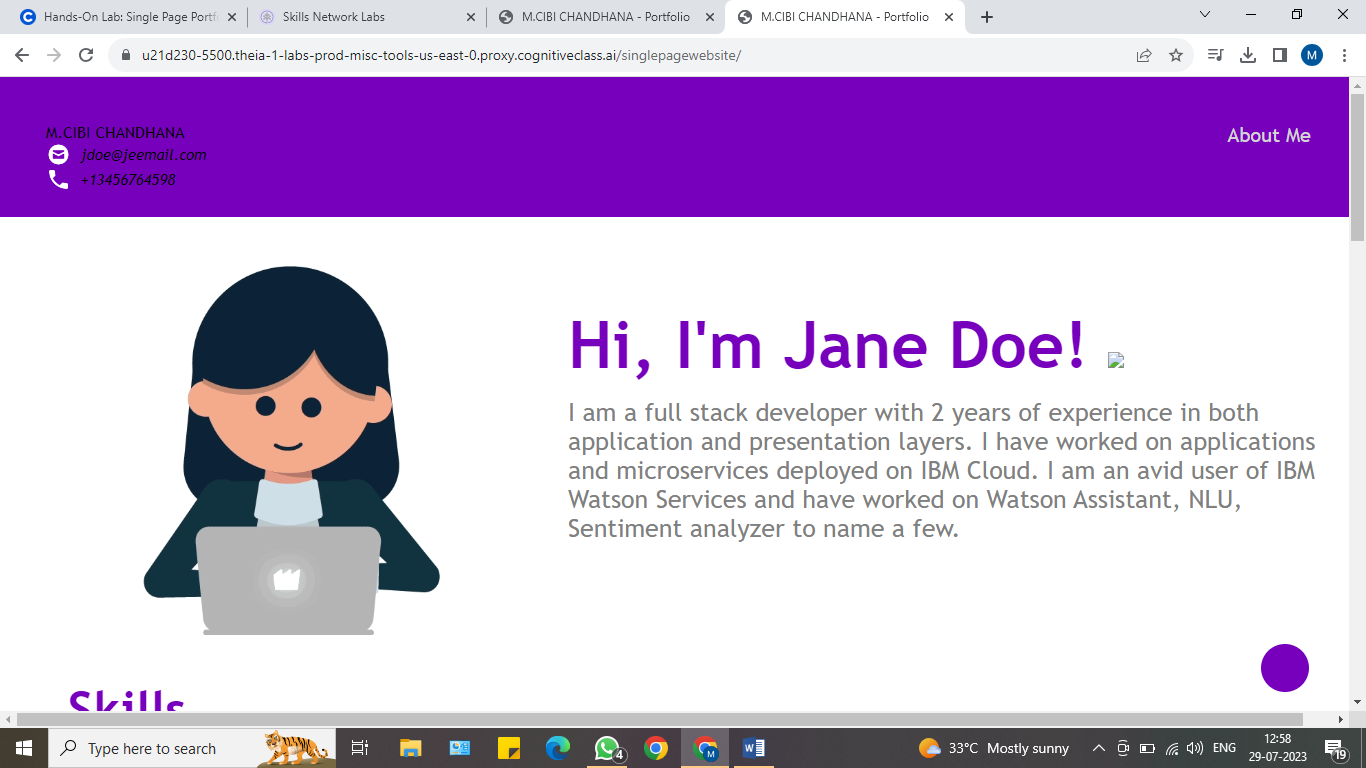 Hands-On Lab: Single Page Portf
Skills Network Labs
M.CIBI CHANDHANA - Portfolio
M.CIBI CHANDHANA - Portfolio
u21d230-5500.theia-1-labs-prod-misc-tools-us-east-0.proxy.cognitiveclass.ai/singlepagewebsite/
M
M.CIBI CHANDHANA
jdoe@jeemail.com
+13456764598
About Me
Hi, I'm Jane Doe!
I am a full stack developer with 2 years of experience in both
application and presentation layers. I have worked on applications
and microservices deployed on IBM Cloud. I am an avid user of IBM
Watson Services and have worked on Watson Assistant, NLU,
Sentiment analyzer to name a few.
Skills
Type here to search
4
M
33°C Mostly sunny
ENG
12:58
29-07-2023
19